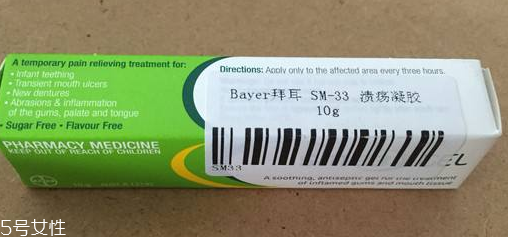 A temporary pain relieving treatment for:
• Infant teething
• Transient mouth ulcers
• New dentures
• Abrasions & inflammation
of the gums, palate and tongue
• Sugar Free • Flavour Free
PHARMACY MEDICINE
KEEP OUT OF REACH OF CHILDREN
Directions: Apply only to the affected area every three hours.
Bayer拜耳 SM-33 溃疡凝胶
10g
SM33
EL
A soothing, antiseptic gel for the treatment
of inflamed gums and mouth tissue
5号女性